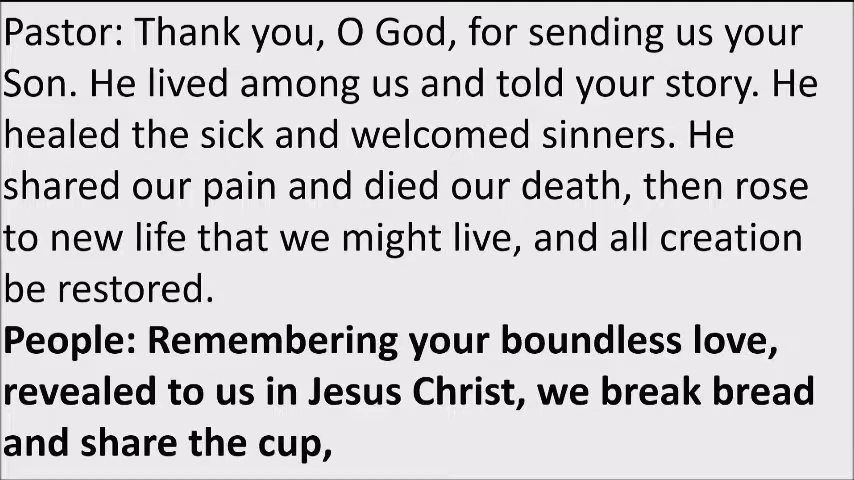 Pastor: Thank you, O God, for sending us your
Son. He lived among us and told your story. He
healed the sick and welcomed sinners. He
shared our pain and died our death, then rose
to new life that we might live, and all creation
be restored.
People: Remembering your boundless love,
revealed to us in Jesus Christ, we break bread
and share the cup,